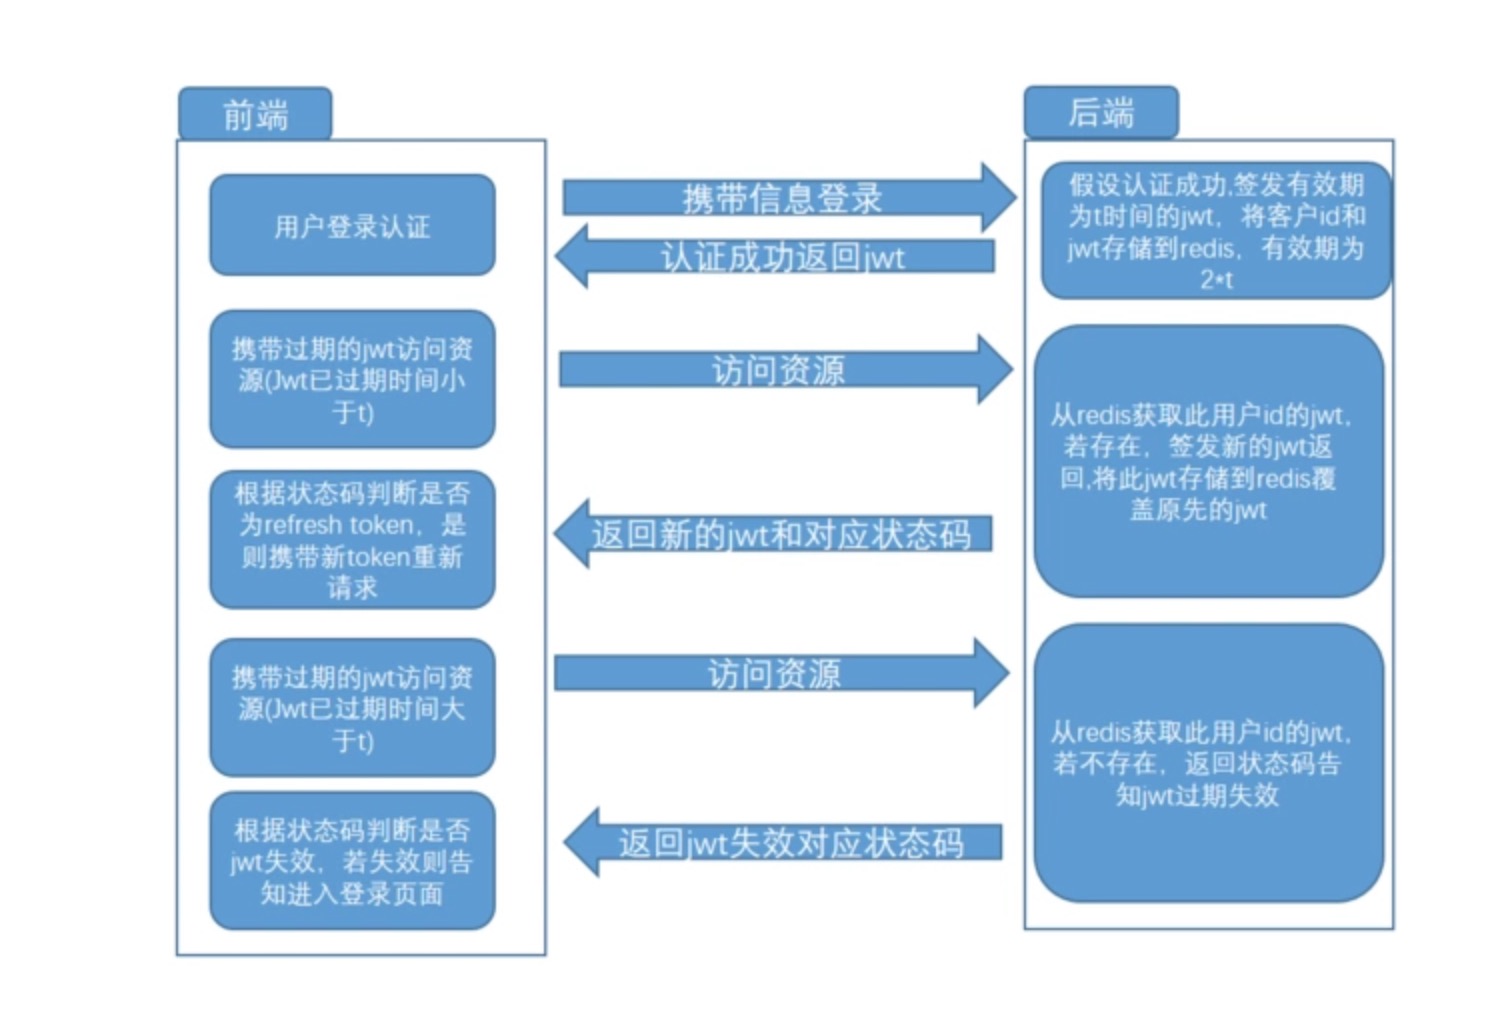 前端
后端
用户登录认证
携带信息登录
认证成功返回jwt
假设认证成功,签发有效期
为t时间的jwt，将客户id和
jwt存储到redis，有效期为
2*t
携带过期的jwt访问资
源(Jwt已过期时间小
于t)
访问资源
从redis获取此用户id的jwt,
若存在，签发新的jwt返
回,将此jwt存储到redis覆
盖原先的jwt
根据状态码判断是否
为refresh token，是
则携带新token重新
请求
返回新的jwt和对应状态码
携带过期的jwt访问资
源(Jwt已过期时间大
于t)
访问资源
从redis获取此用户id的jwt,
若不存在，返回状态码告
知jwt过期失效
根据状态码判断是否
jwt失效，若失效则告
知进入登录页面
返回jwt失效对应状态码